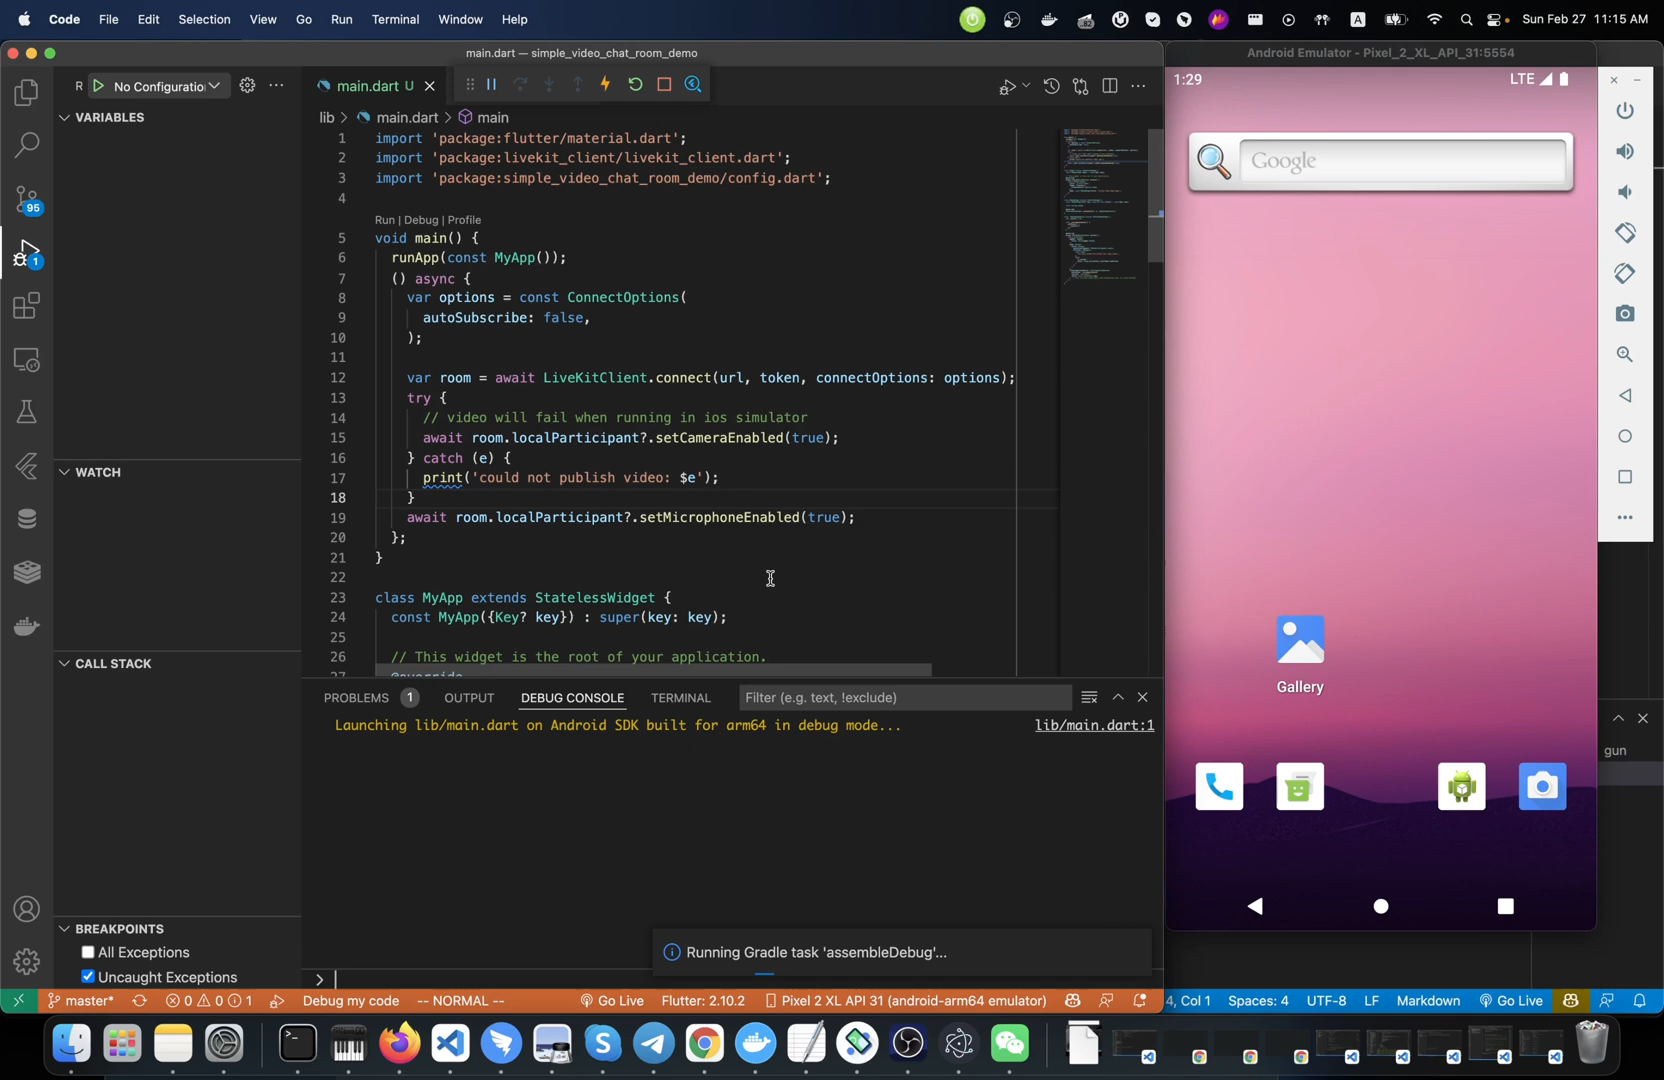 Code File Edit Selection View Go Run Terminal Window Help
.82
A
Sun Feb 27 11:15 AM
main.dart — simple_video_chat_room_demo
Android Emulator - Pixel_2_XL_API_31:5554
R No Configuratio
main.dart U
VARIABLES
lib > main.dart > main
1 import 'package:flutter/material.dart';
2 import 'package:livekit_client/livekit_client.dart';
3 import 'package:simple_video_chat_room_demo/config.dart';
4
Run | Debug | Profile
5 void main() {
6 runApp(const MyApp());
7 () async {
8 var options = const ConnectOptions(
9 autoSubscribe: false,
10 );
11
12 var room = await LiveKitClient.connect(url, token, connectOptions: options);
13 try {
14 // video will fail when running in ios simulator
15 await room.localParticipant?.setCameraEnabled(true);
16 } catch (e) {
17 print('could not publish video: $e');
18 }
19 await room.localParticipant?.setMicrophoneEnabled(true);
20 };
21 }
22
23 class MyApp extends StatelessWidget {
24 const MyApp({Key? key}) : super(key: key);
25
26 // This widget is the root of your application.
27 @override
95
1
WATCH
CALL STACK
BREAKPOINTS
All Exceptions
Uncaught Exceptions
PROBLEMS 1 OUTPUT DEBUG CONSOLE TERMINAL Filter (e.g. text, !exclude)
Launching lib/main.dart on Android SDK built for arm64 in debug mode... lib/main.dart:1
Running Gradle task 'assembleDebug'...
>
master* 0 0 1 Debug my code -- NORMAL -- Go Live Flutter: 2.10.2 Pixel 2 XL API 31 (android-arm64 emulator)
1:29 LTE
Google
Gallery
gun
4, Col 1 Spaces: 4 UTF-8 LF Markdown Go Live